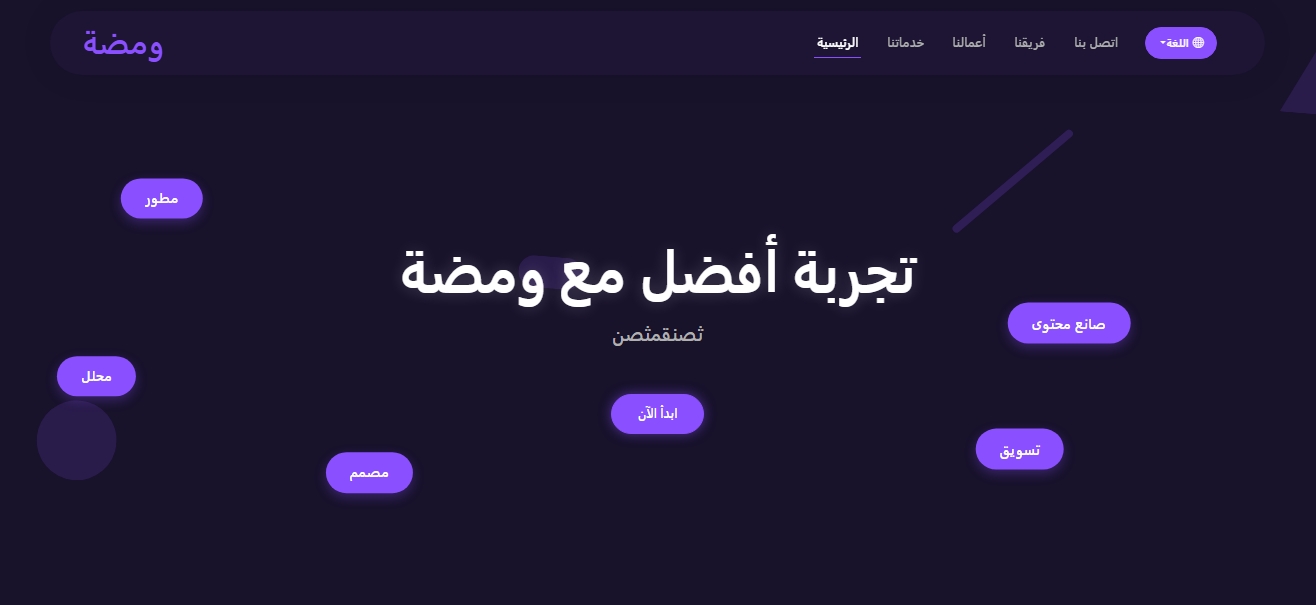 ومضة
اللغة
اتصل بنا
فريقنا
أعمالنا
خدماتنا
الرئيسية
مطور
تجربة أفضل مع ومضة
صانع محتوى
ثصنقمثصن
محلل
ابدأ الآن
تسويق
مصمم